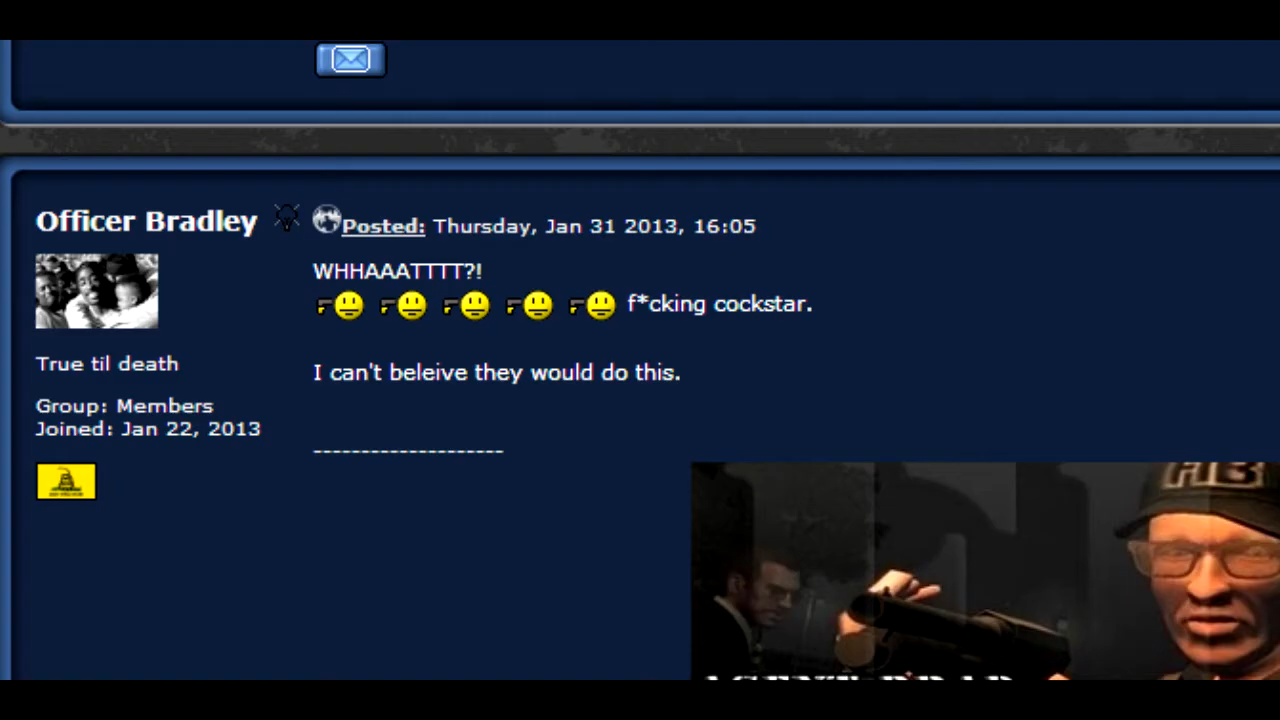 Officer Bradley
Posted: Thursday, Jan 31 2013, 16:05
WHHAAATTTT?!
f*cking cockstar.
I can't beleive they would do this.
True til death
Group: Members
Joined: Jan 22, 2013
--------------------